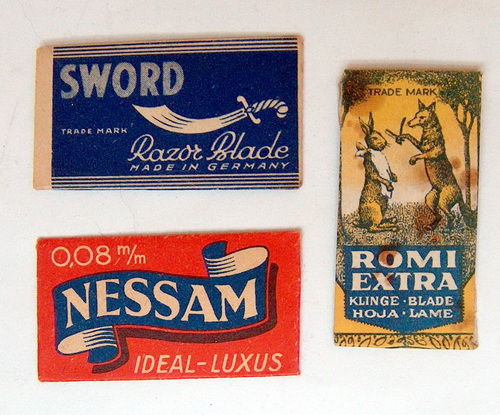 SWORD
TRADE MARK
Razor Blade
MADE IN GERMANY
0,08 m/m
NESSAM
IDEAL-LUXUS
TRADE MARK
ROMI
EXTRA
KLINGE · BLADE
HOJA · LAME